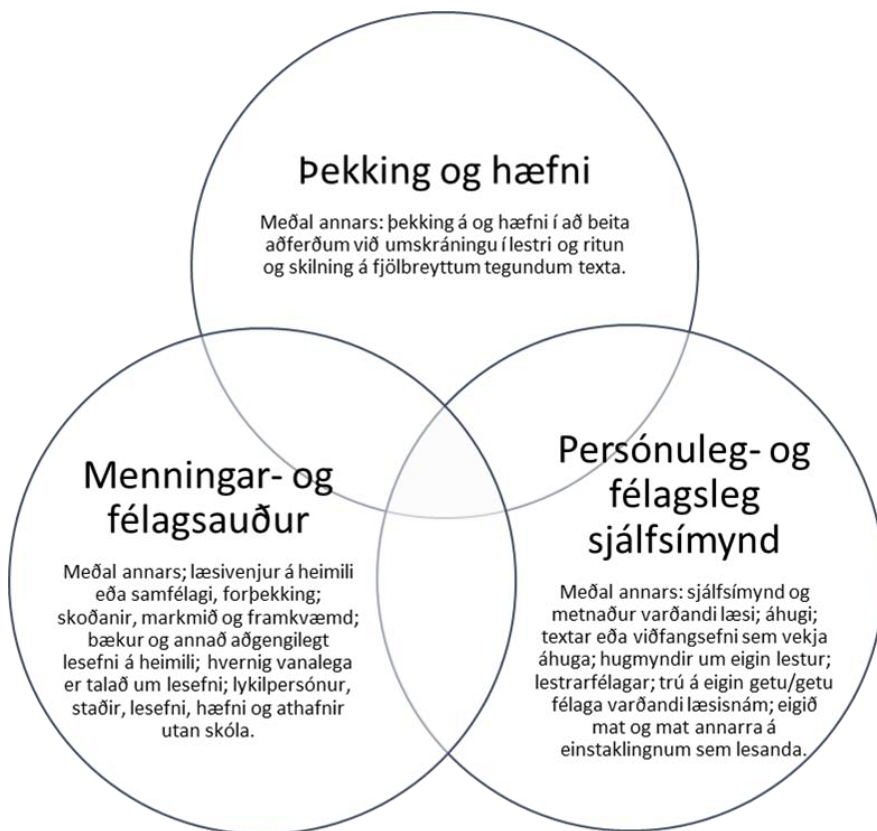 Þekking og hæfni
Meðal annars: þekking á og hæfni í að beita
aðferðum við umskráningu í lestri og ritun
og skilning á fjölbreyttum tegundum texta.
Menningar- og
félagsauður
Meðal annars; læsivenjur á heimili
eða samfélagi, forþekking;
skoðanir, markmið og framkvæmd;
bækur og annað aðgengilegt
lesefni á heimili; hvernig vanalega
er talað um lesefni; lykilpersónur,
staðir, lesefni, hæfni og athafnir
utan skóla.
Persónuleg- og
félagsleg
sjálfsímynd
Meðal annars: sjálfsímynd og
metnaður varðandi læsi; áhugi;
textar eða viðfangsefni sem vekja
áhuga; hugmyndir um eigin lestur;
lestrarfélagar; trú á eigin getu/getu
félaga varðandi læsisnám; eigið
mat og mat annarra á
einstaklingnum sem lesanda.